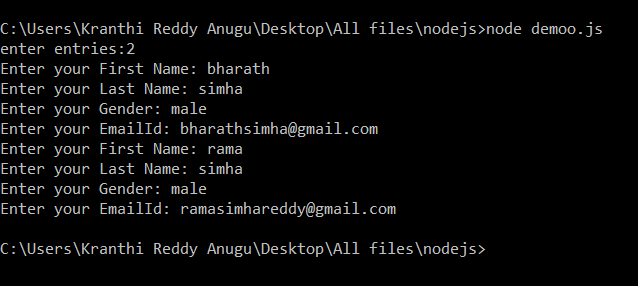 C:\Users\Kranthi Reddy Anugu\Desktop\All files\nodejs>node demoo.js
enter entries:2
Enter your First Name: bharath
Enter your Last Name: simha
Enter your Gender: male
Enter your EmailId: bharathsimha@gmail.com
Enter your First Name: rama
Enter your Last Name: simha
Enter your Gender: male
Enter your EmailId: ramasimhareddy@gmail.com
C:\Users\Kranthi Reddy Anugu\Desktop\All files\nodejs>